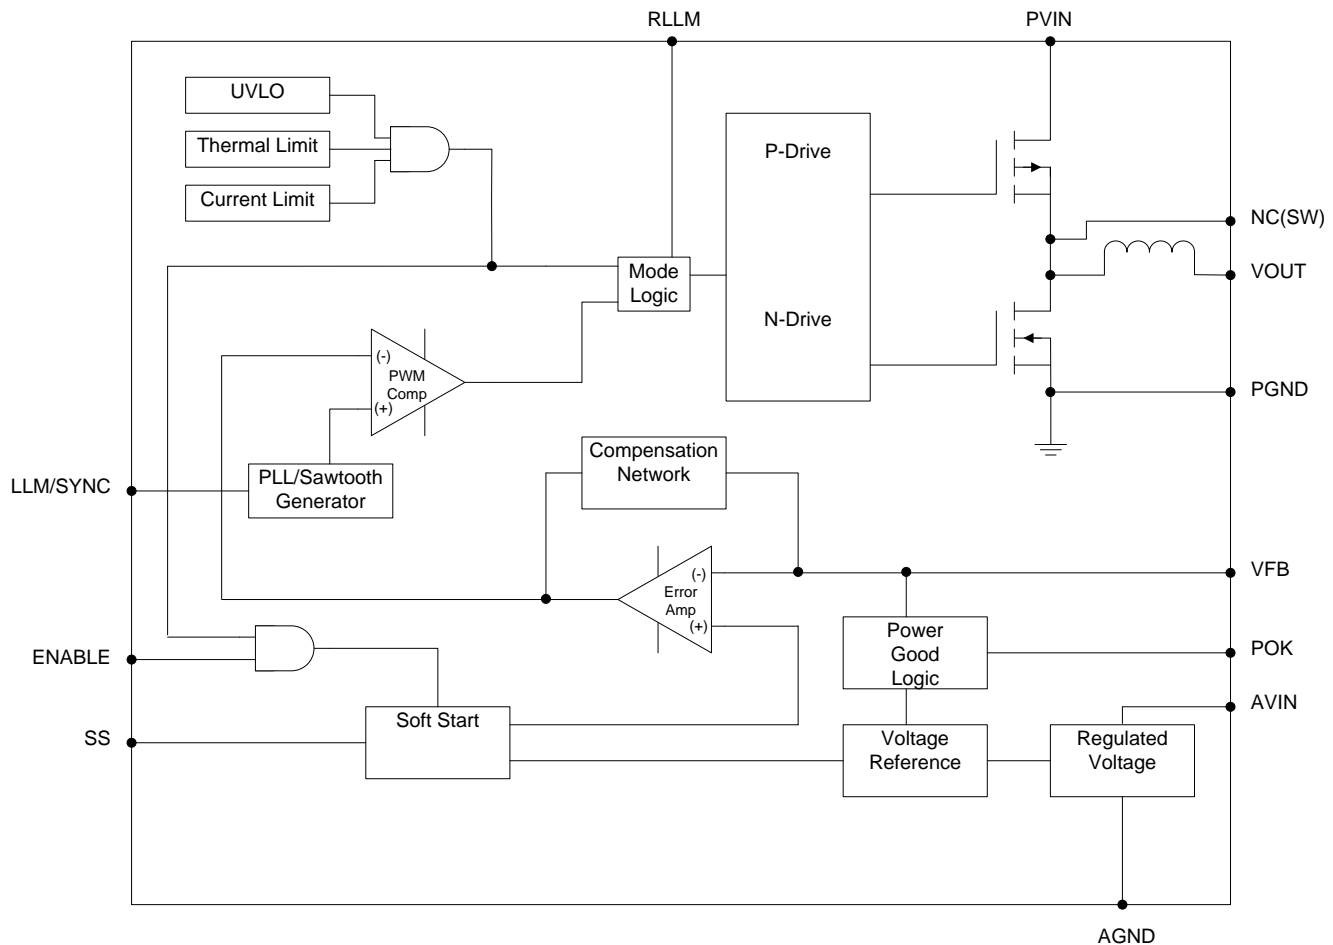 RLLM
PVIN
UVLO
Thermal Limit
Current Limit
P-Drive
N-Drive
NC(SW)
VOUT
Mode
Logic
(-)
PWM
Comp
(+)
PGND
Compensation
Network
LLM/SYNC
PLL/Sawtooth
Generator
VFB
(-)
Error
Amp
(+)
Power
Good
Logic
POK
ENABLE
AVIN
SS
Soft Start
Voltage
Reference
Regulated
Voltage
AGND